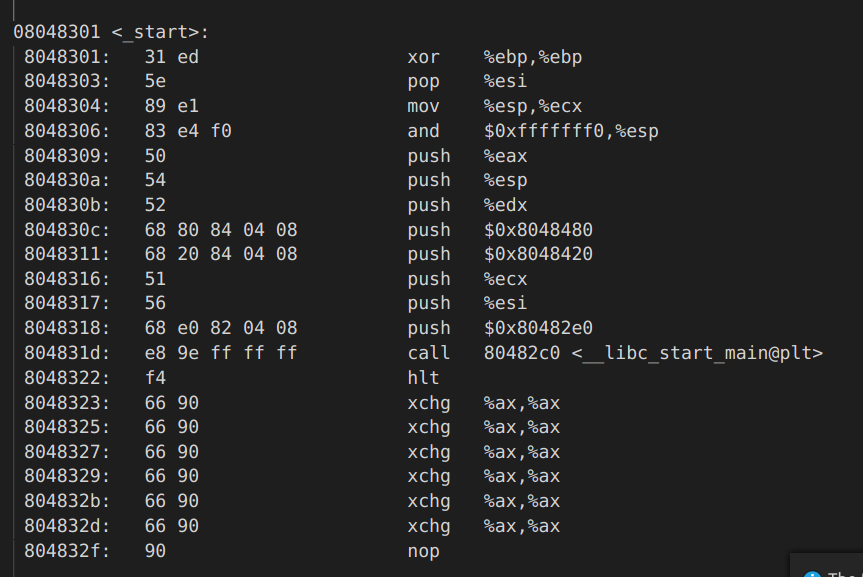 08048301 <_start>:
8048301: 31 ed xor %ebp,%ebp
8048303: 5e pop %esi
8048304: 89 e1 mov %esp,%ecx
8048306: 83 e4 f0 and $0xfffffff0,%esp
8048309: 50 push %eax
804830a: 54 push %esp
804830b: 52 push %edx
804830c: 68 80 84 04 08 push $0x8048480
8048311: 68 20 84 04 08 push $0x8048420
8048316: 51 push %ecx
8048317: 56 push %esi
8048318: 68 e0 82 04 08 push $0x80482e0
804831d: e8 9e ff ff ff call 80482c0 <__libc_start_main@plt>
8048322: f4 hlt
8048323: 66 90 xchg %ax,%ax
8048325: 66 90 xchg %ax,%ax
8048327: 66 90 xchg %ax,%ax
8048329: 66 90 xchg %ax,%ax
804832b: 66 90 xchg %ax,%ax
804832d: 66 90 xchg %ax,%ax
804832f: 90 nop